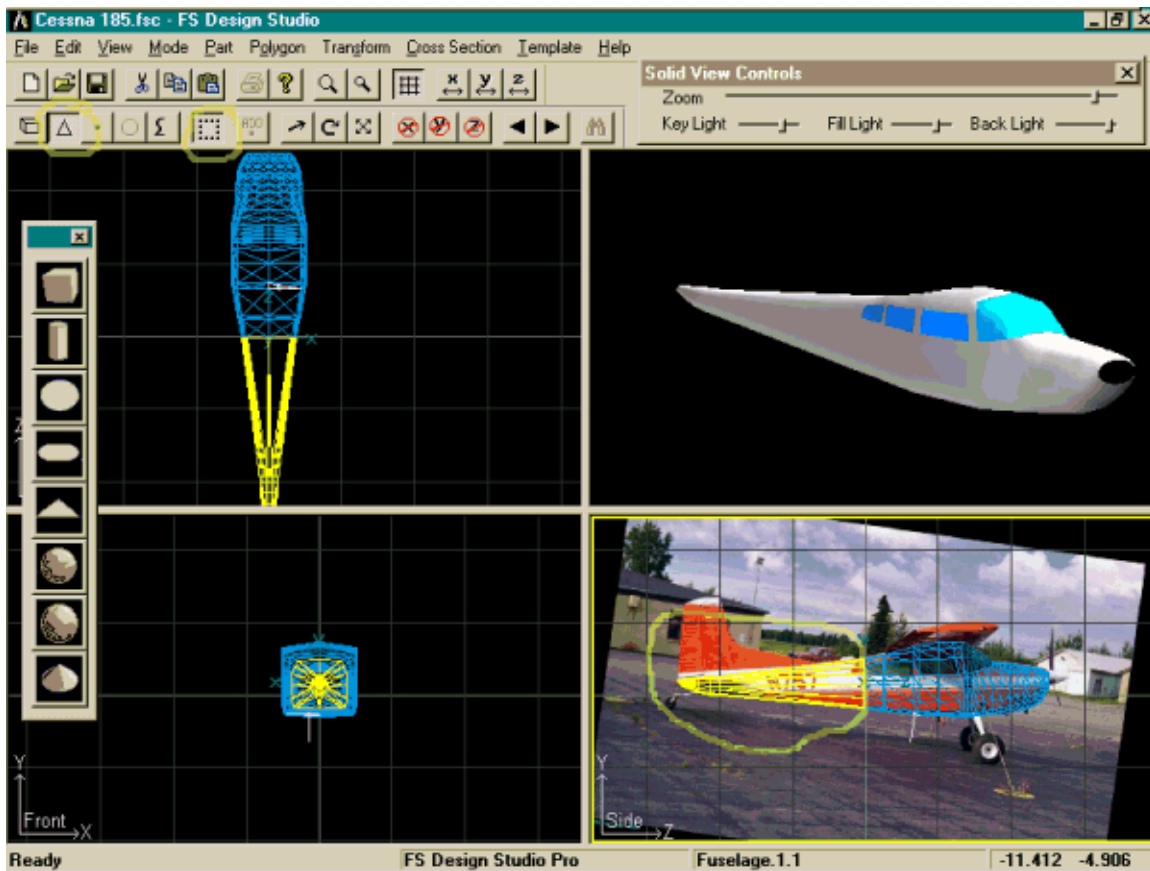 Cessna 185.fsc - FS Design Studio
File Edit View Mode Part Polygon Transform Cross Section Template Help
Solid View Controls
Zoom
Key Light Fill Light Back Light
x y z
ADD
X
Z
Y
X
Y
Front X
Y
Side Z
Ready FS Design Studio Pro Fuselage.1.1 -11.412 -4.906